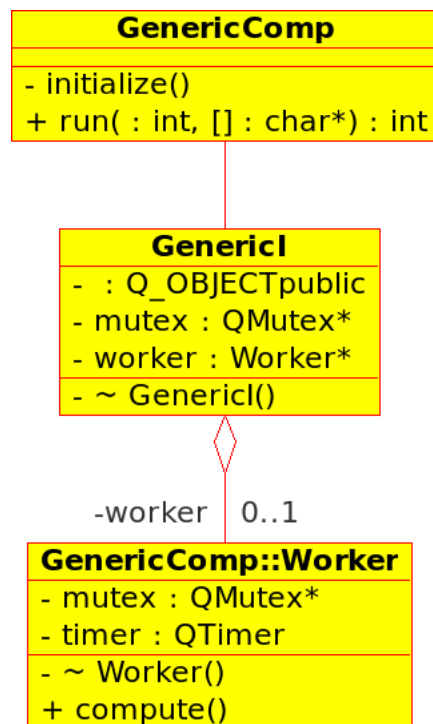 GenericComp
- initialize()
+ run( : int, [] : char*) : int
GenericI
-  : Q_OBJECTpublic
- mutex : QMutex*
- worker : Worker*
- ~ GenericI()
-worker 0..1
GenericComp::Worker
- mutex : QMutex*
- timer : QTimer
- ~ Worker()
+ compute()